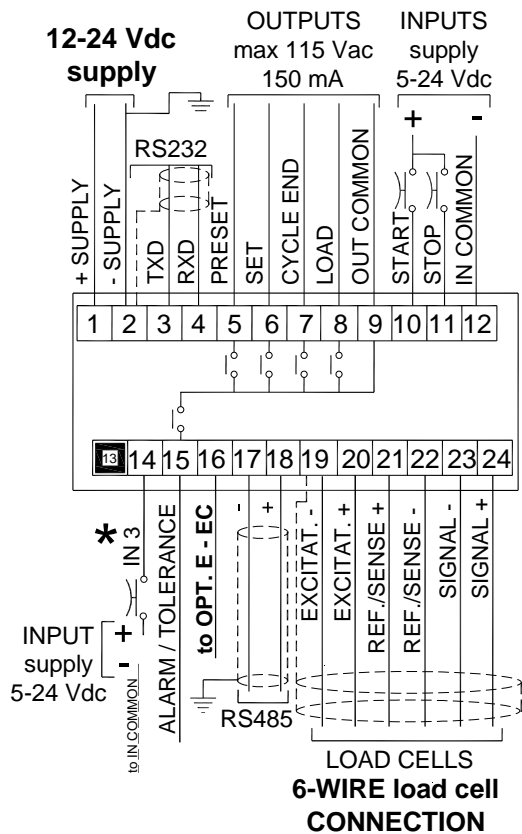 12-24 Vdc
supply
OUTPUTS
max 115 Vac
150 mA
INPUTS
supply
5-24 Vdc
+
-
RS232
+ SUPPLY
- SUPPLY
TXD
RXD
PRESET
SET
CYCLE END
LOAD
OUT COMMON
START
STOP
IN COMMON
1 2 3 4 5 6 7 8 9 10 11 12
13 14 15 16 17 18 19 20 21 22 23 24
*
IN 3
INPUT
supply
5-24 Vdc
+
-
to IN COMMON
ALARM / TOLERANCE
to OPT. E - EC
-
+
RS485
EXCITAT. -
EXCITAT. +
REF./SENSE +
REF./SENSE -
SIGNAL -
SIGNAL +
LOAD CELLS
6-WIRE load cell
CONNECTION